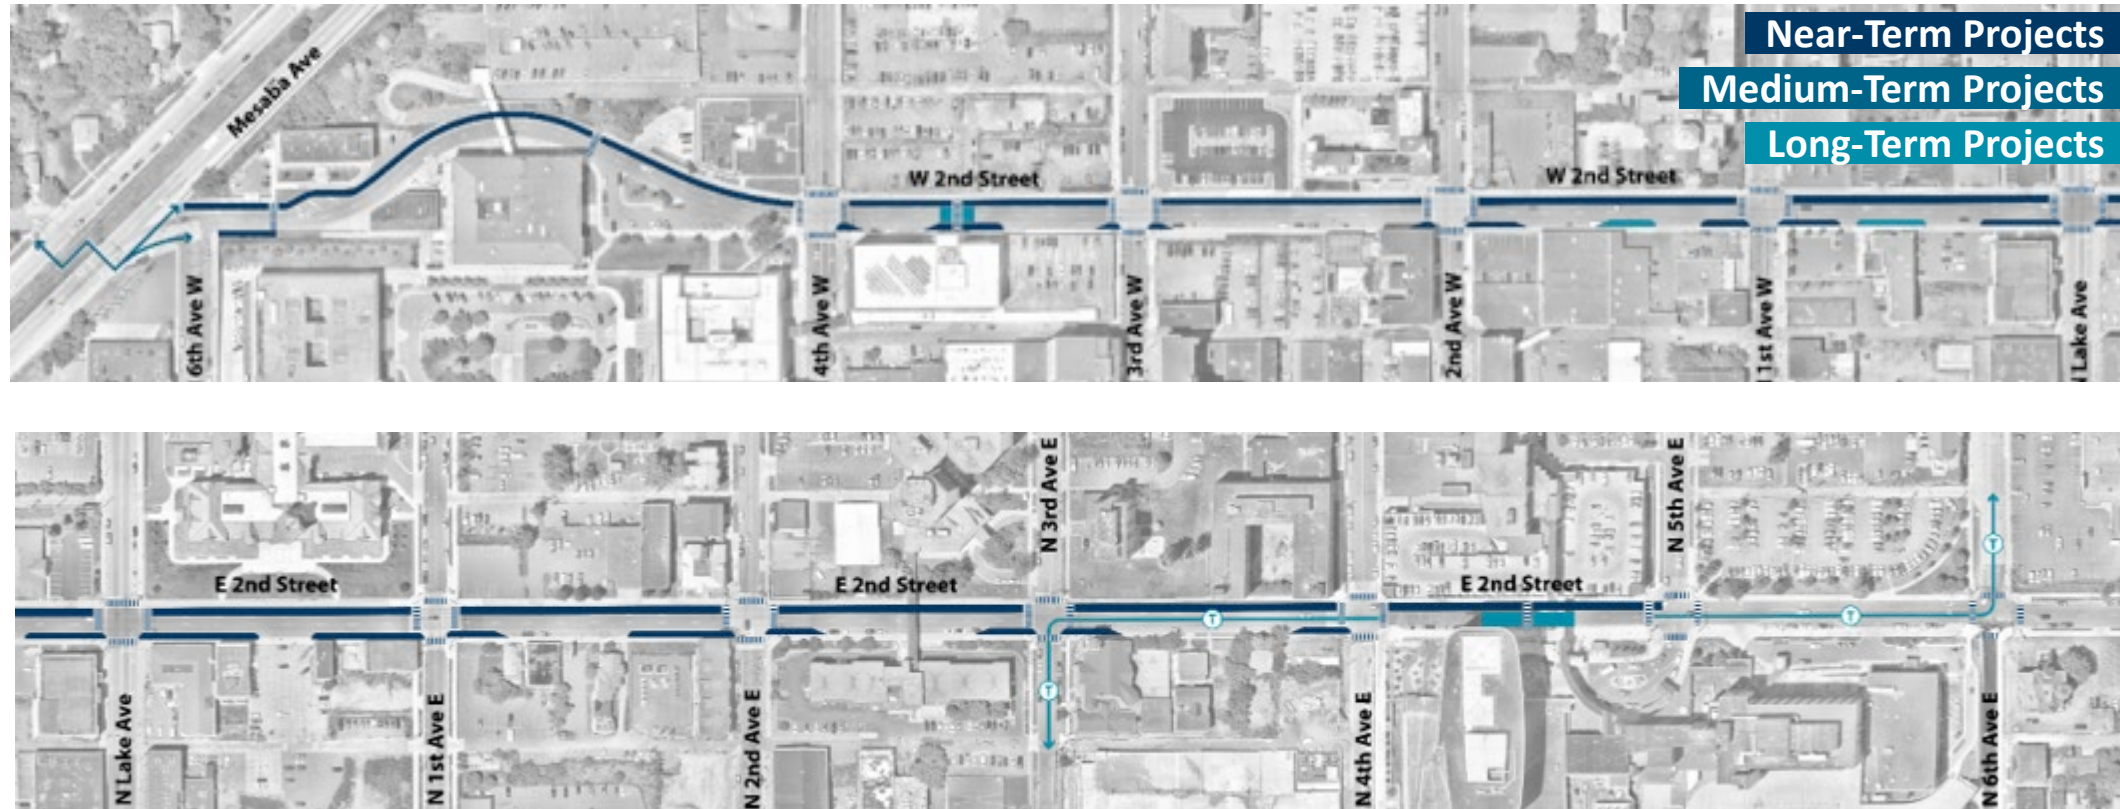 Near-Term Projects
Medium-Term Projects
Long-Term Projects
Mesaba Ave
W 2nd Street
W 2nd Street
6th Ave W
4th Ave W
3rd Ave W
2nd Ave W
1st Ave W
N Lake Ave
N 3rd Ave E
N 5th Ave E
E 2nd Street
E 2nd Street
E 2nd Street
T
T
T
T
N Lake Ave
N 1st Ave E
N 2nd Ave E
N 4th Ave E
N 6th Ave E